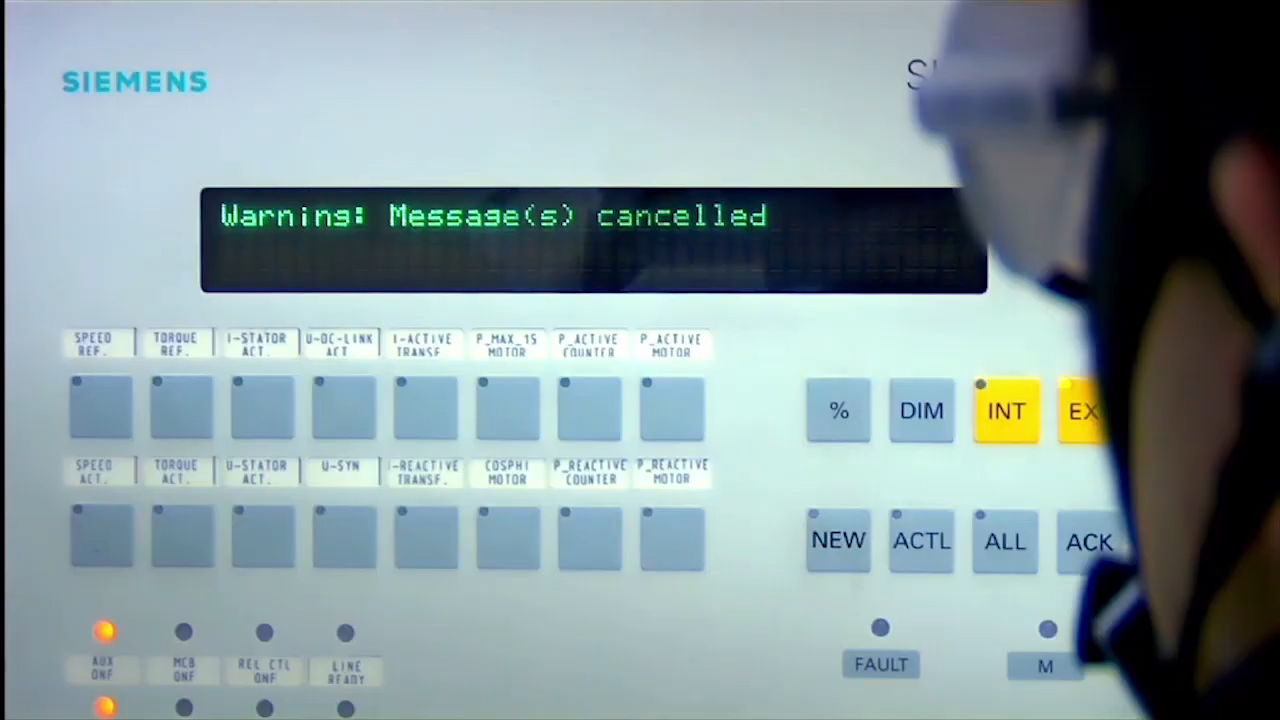 SIEMENS
Warning: Message(s) cancelled
SPEED REF.
TORQUE REF.
I-STATOR ACT.
U-DC-LINK ACT
I-ACTIVE TRANSF.
P_MAX_15 MOTOR
P_ACTIVE COUNTER
P_ACTIVE MOTOR
% DIM INT
SPEED ACT.
TORQUE ACT.
U-STATOR ACT.
U-SYN
I-REACTIVE TRANSF.
COSPHI MOTOR
P_REACTIVE COUNTER
P_REACTIVE MOTOR
NEW ACTL ALL ACK
AUX ONF
MCB ONF
REL CTL ONF
LINE READY
FAULT M